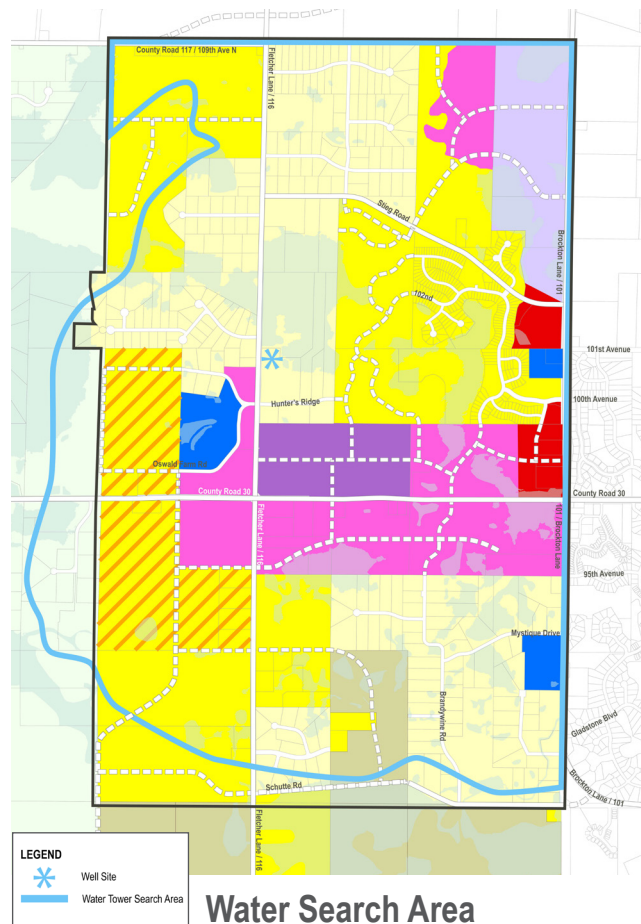 County Road 117 / 109th Ave N
Fletcher Lane / 116
Stieg Road
Brockton Lane / 101
102nd
101st Avenue
Hunter's Ridge
100th Avenue
Oswald
County Road 30
County Road 30
Fletcher Lane / 116
101 / Brockton Lane
95th Avenue
Mystique Drive
Brandywine Rd
Gladstone Blvd
Schutte Rd
Brockton Lane / 101
Fletcher Lane / 116
LEGEND
Well Site
Water Tower Search Area
Water Search Area